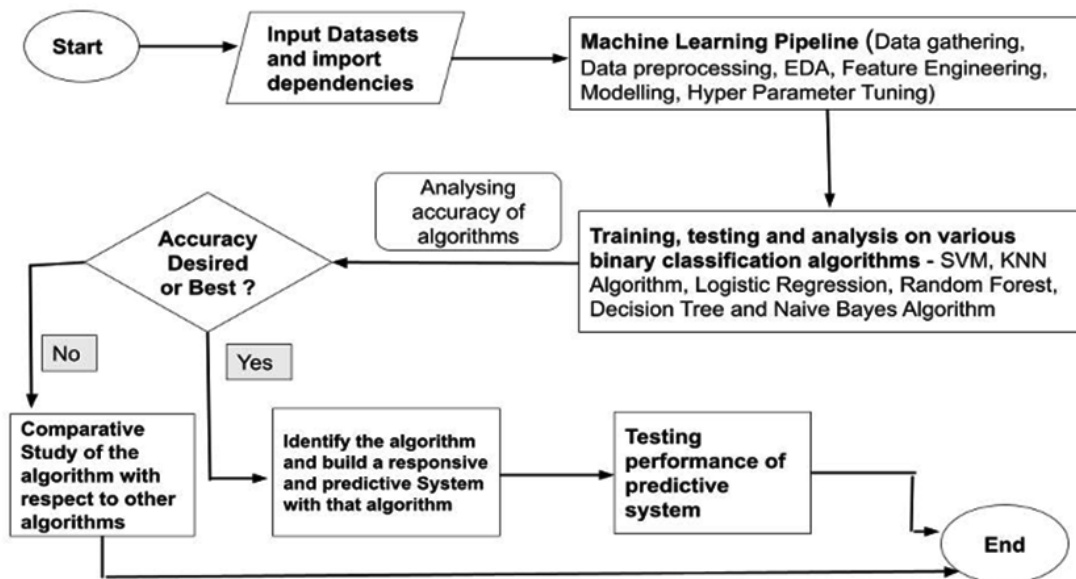 Start
Input Datasets
and import
dependencies
Machine Learning Pipeline (Data gathering,
Data preprocessing, EDA, Feature Engineering,
Modelling, Hyper Parameter Tuning)
Training, testing and analysis on various
binary classification algorithms - SVM, KNN
Algorithm, Logistic Regression, Random Forest,
Decision Tree and Naive Bayes Algorithm
Analysing
accuracy of
algorithms
Accuracy
Desired
or Best ?
No
Yes
Comparative
Study of the
algorithm with
respect to other
algorithms
Identify the algorithm
and build a responsive
and predictive System
with that algorithm
Testing
performance of
predictive
system
End